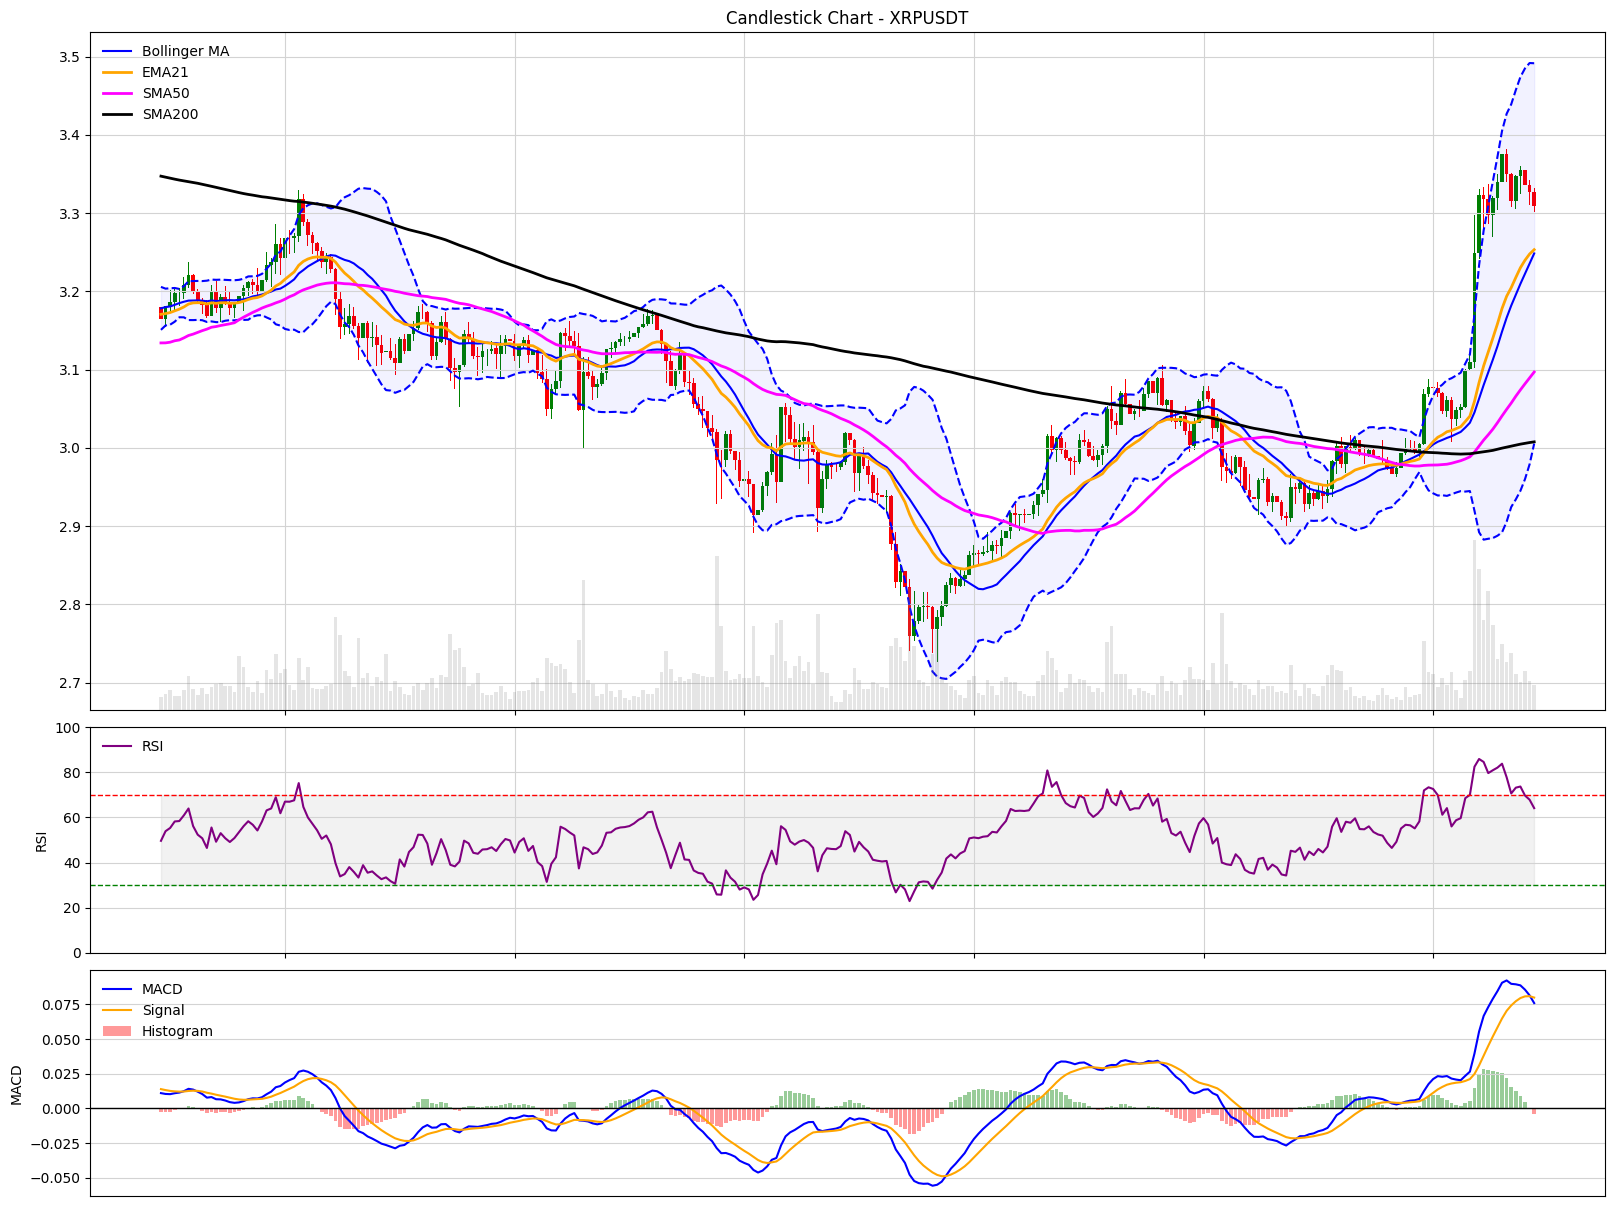 Candlestick Chart - XRPUSDT
Bollinger MA
EMA21
SMA50
SMA200
3.5
3.4
3.3
3.2
3.1
3.0
2.9
2.8
2.7
RSI
RSI
100
80
60
40
20
0
MACD
Signal
Histogram
MACD
0.075
0.050
0.025
0.000
−0.025
−0.050